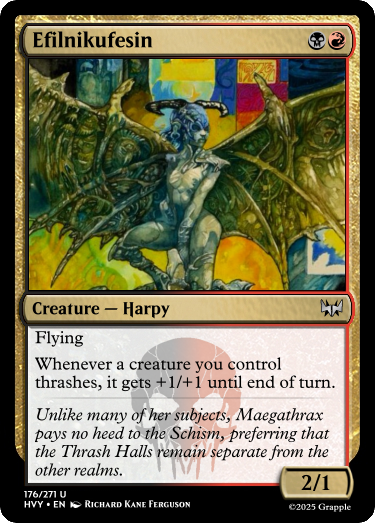 Efilnikufesin
Creature — Harpy
Flying
Whenever a creature you control
thrashes, it gets +1/+1 until end of turn.
Unlike many of her subjects, Maegathrax
pays no heed to the Schism, preferring that
the Thrash Halls remain separate from the
other realms.
2/1
176/271 U
HVY • EN Richard Kane Ferguson
©2025 Grapple